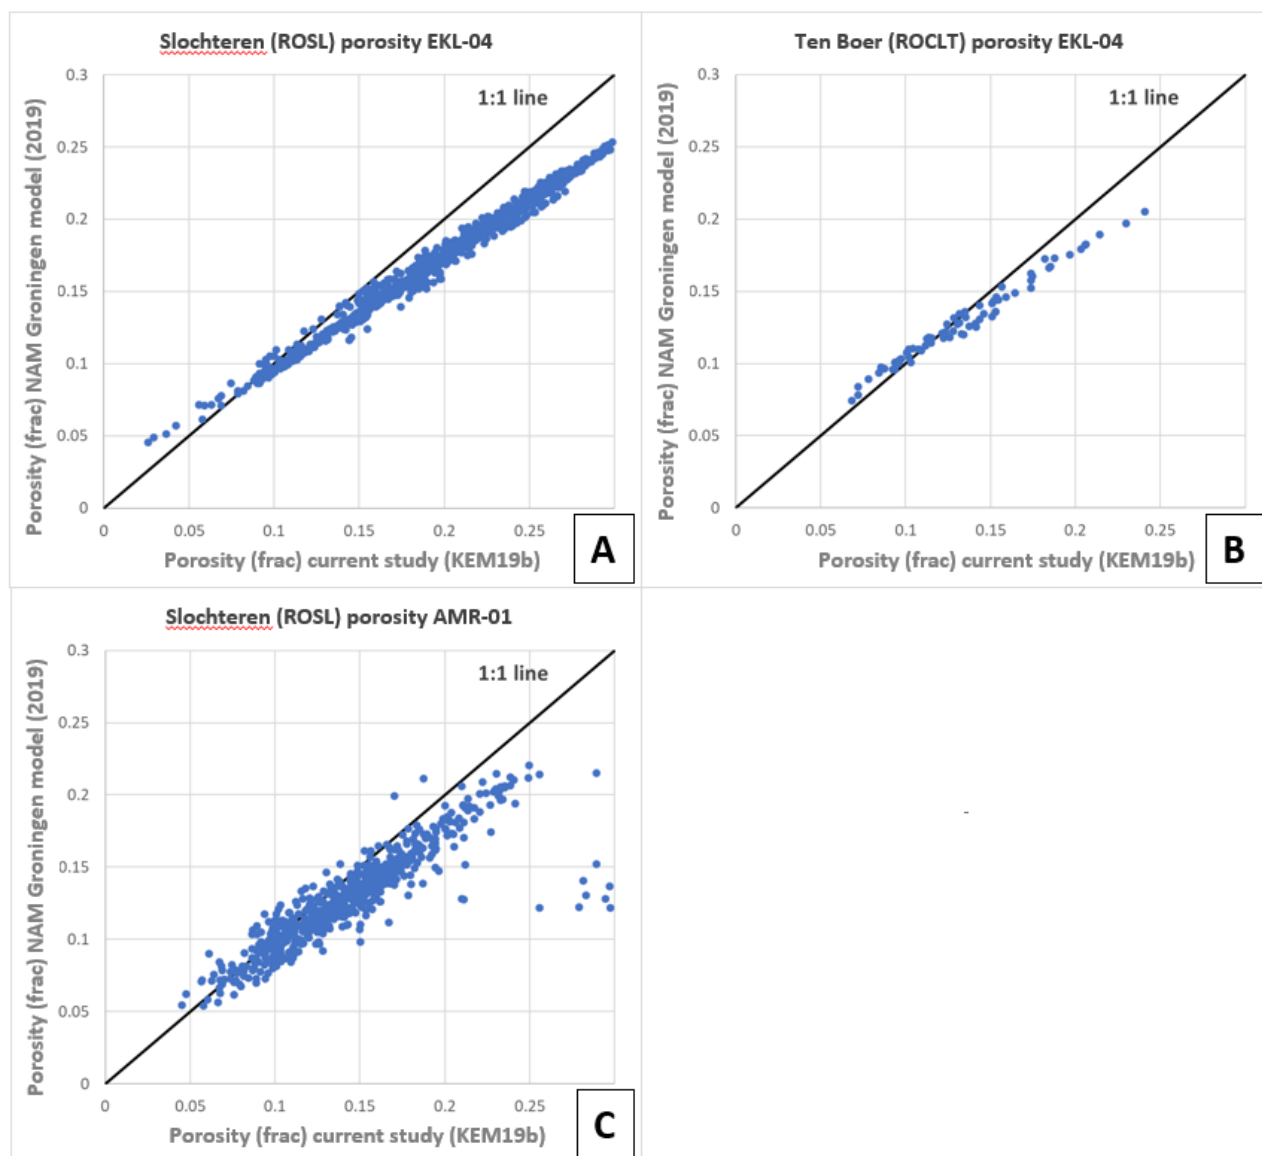 Slochteren (ROSL) porosity EKL-04
1:1 line
Porosity (frac) NAM Groningen model (2019)
0.3
0.25
0.2
0.15
0.1
0.05
0
0
0.05
0.1
0.15
0.2
0.25
Porosity (frac) current study (KEM19b)
A
Ten Boer (ROCLT) porosity EKL-04
1:1 line
Porosity (frac) NAM Groningen model (2019)
0.3
0.25
0.2
0.15
0.1
0.05
0
0
0.05
0.1
0.15
0.2
0.25
Porosity (frac) current study (KEM19b)
B
Slochteren (ROSL) porosity AMR-01
1:1 line
Porosity (frac) NAM Groningen model (2019)
0.3
0.25
0.2
0.15
0.1
0.05
0
0
0.05
0.1
0.15
0.2
0.25
Porosity (frac) current study (KEM19b)
C
-